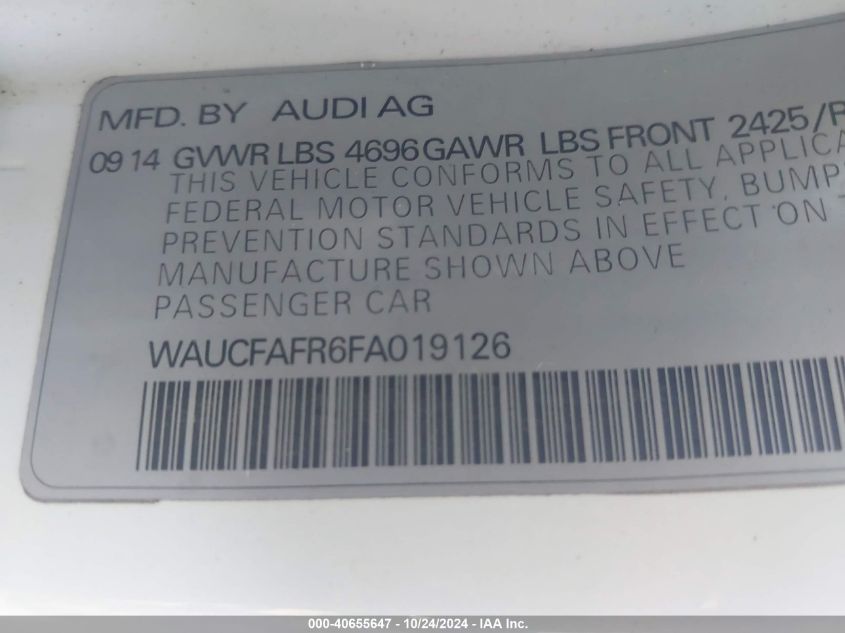 MFD. BY AUDI AG
09 14 GVWR LBS 4696 GAWR LBS FRONT 2425/R
THIS VEHICLE CONFORMS TO ALL APPLICA
FEDERAL MOTOR VEHICLE SAFETY, BUMP
PREVENTION STANDARDS IN EFFECT ON T
MANUFACTURE SHOWN ABOVE
PASSENGER CAR
WAUCFAFR6FA019126
000-40655647 - 10/24/2024 - IAA Inc.